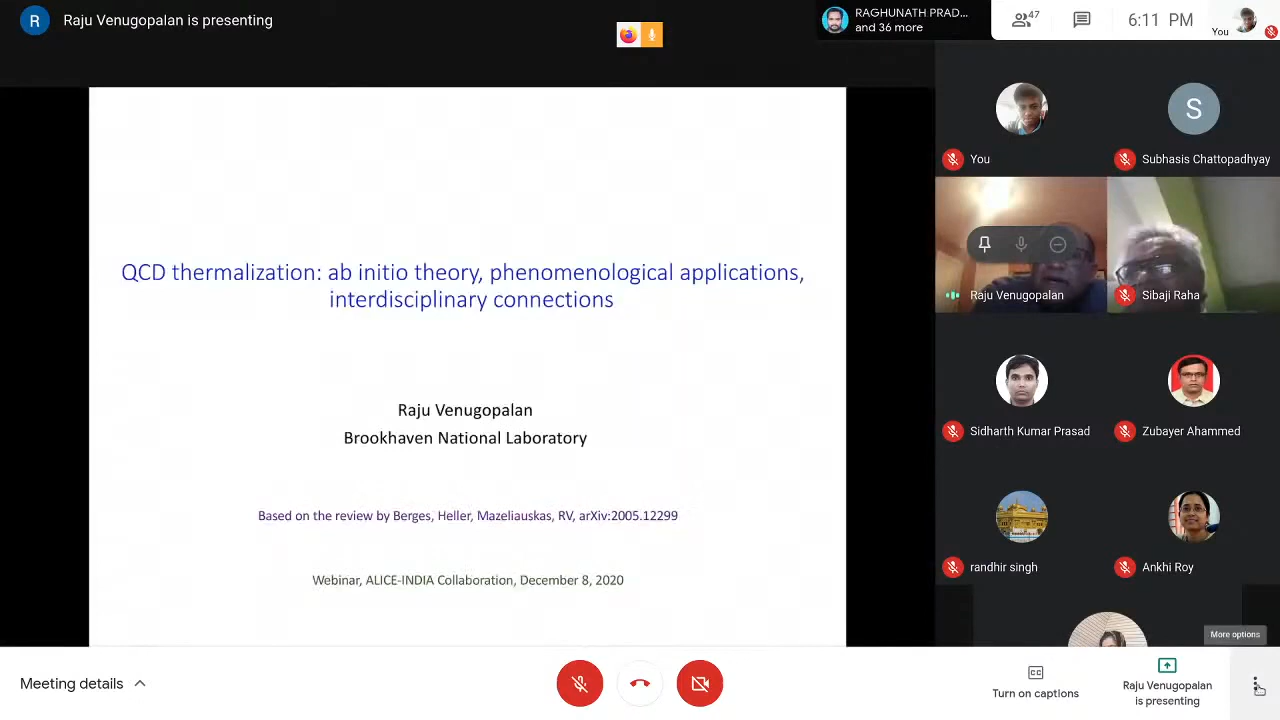 R
Raju Venugopalan is presenting
RAGHUNATH PRAD...
and 36 more
47
6:11 PM
You
You
S
Subhasis Chattopadhyay
Raju Venugopalan
Sibaji Raha
Sidharth Kumar Prasad
Zubayer Ahammed
randhir singh
Ankhi Roy
QCD thermalization: ab initio theory, phenomenological applications,
interdisciplinary connections
Raju Venugopalan
Brookhaven National Laboratory
Based on the review by Berges, Heller, Mazeliauskas, RV, arXiv:2005.12299
Webinar, ALICE-INDIA Collaboration, December 8, 2020
More options
Meeting details
CC
Turn on captions
Raju Venugopalan
is presenting